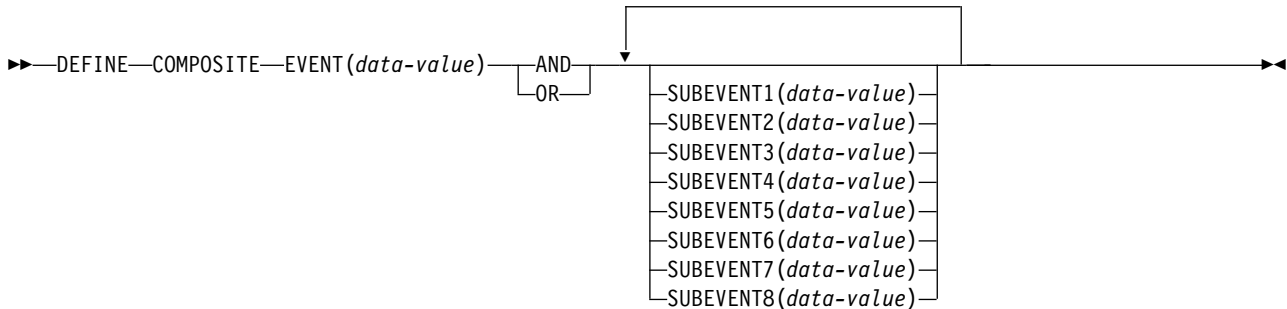 DEFINE COMPOSITE EVENT(data-value) AND
OR
SUBEVENT1(data-value)
SUBEVENT2(data-value)
SUBEVENT3(data-value)
SUBEVENT4(data-value)
SUBEVENT5(data-value)
SUBEVENT6(data-value)
SUBEVENT7(data-value)
SUBEVENT8(data-value)